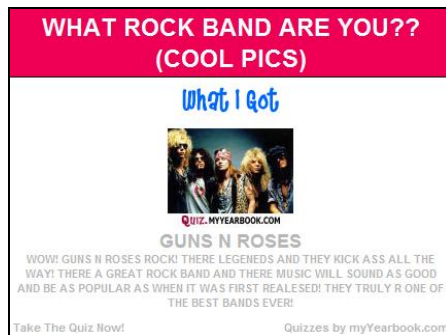 WHAT ROCK BAND ARE YOU??
(COOL PICS)
What I Got
QUIZ.MYYEARBOOK.COM
GUNS N ROSES
WOW! GUNS N ROSES ROCK! THERE LEGENEDS AND THEY KICK ASS ALL THE
WAY! THERE A GREAT ROCK BAND AND THERE MUSIC WILL SOUND AS GOOD
AND BE AS POPULAR AS WHEN IT WAS FIRST REALESED! THEY TRULY R ONE OF
THE BEST BANDS EVER!
Take The Quiz Now! Quizzes by myYearbook.com